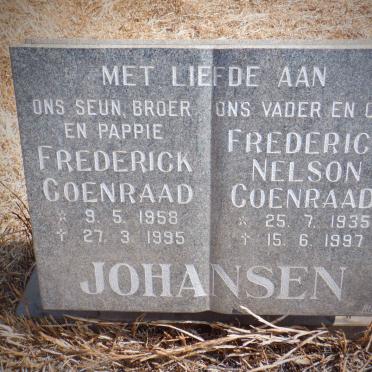 MET LIEFDE AAN
ONS SEUN, BROER
EN PAPPIE
FREDERICK
COENRAAD
☆ 9. 5. 1958
✝ 27. 3. 1995
ONS VADER EN
FREDERIC
NELSON
COENRAAD
☆ 25. 7. 1935
✝ 15. 6. 1997
JOHANSEN